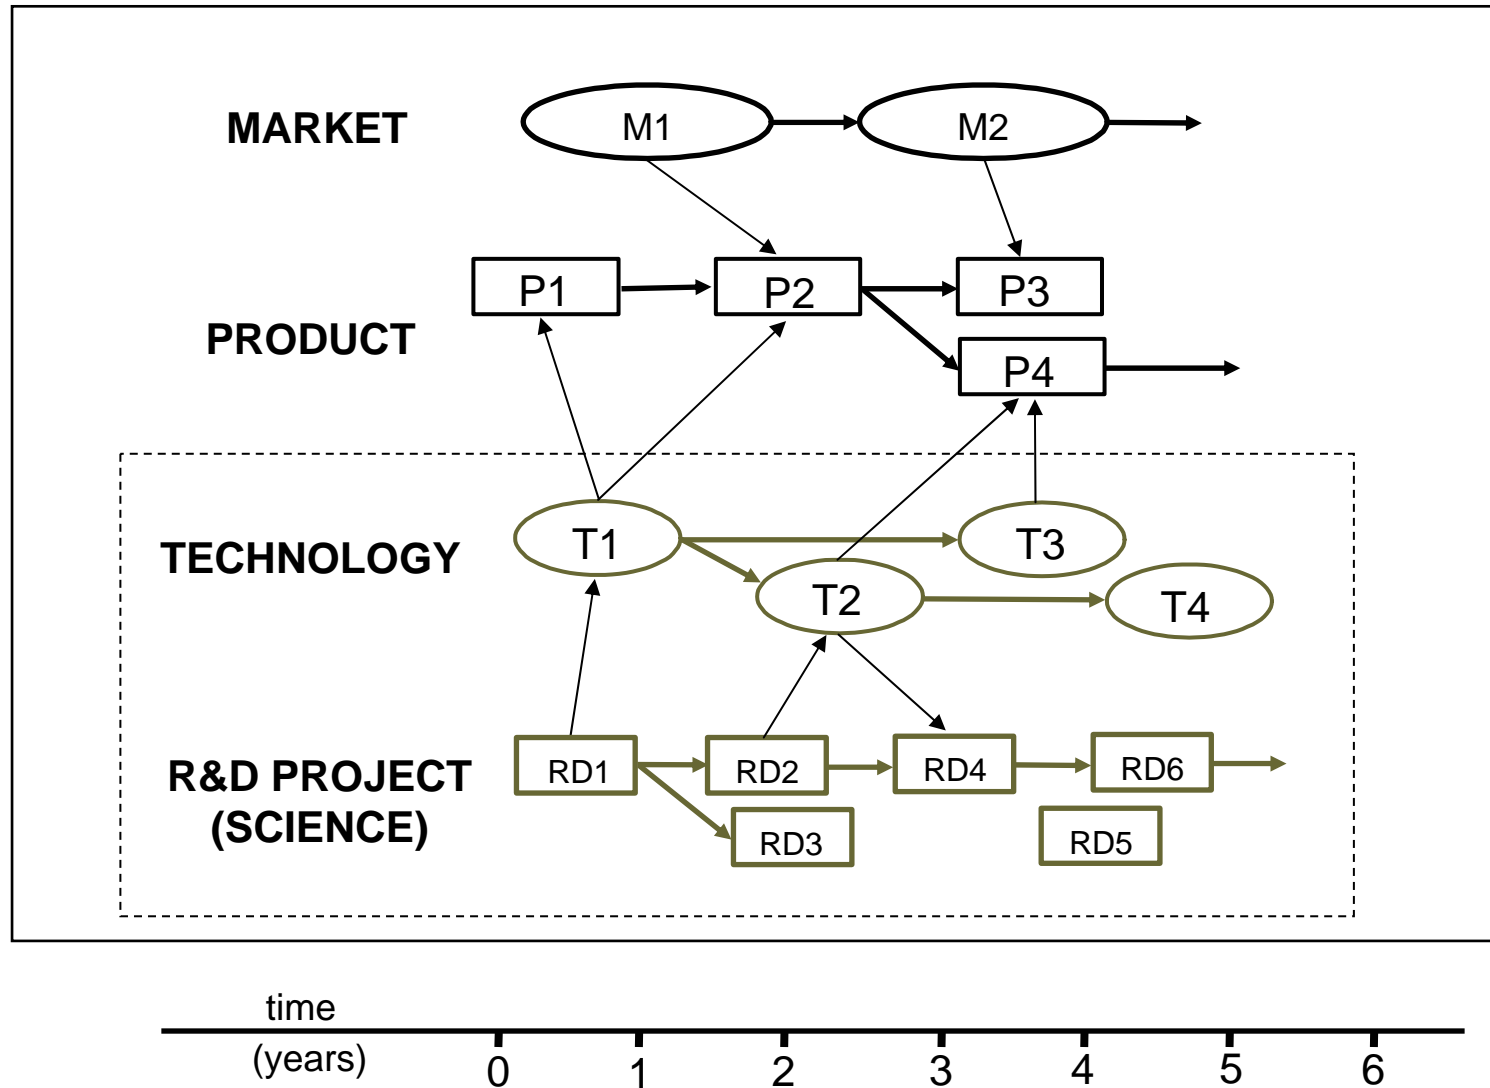 MARKET
M1
M2
P1
P2
P3
PRODUCT
P4
T1
T3
TECHNOLOGY
T2
T4
R&D PROJECT
(SCIENCE)
RD1
RD2
RD4
RD6
RD3
RD5
time
(years)
0
1
2
3
4
5
6